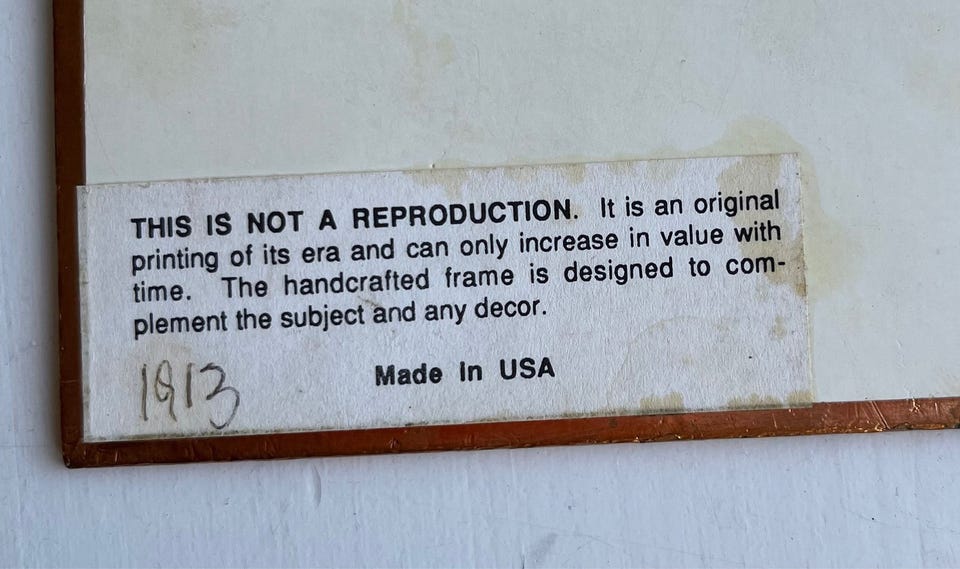 THIS IS NOT A REPRODUCTION. It is an original
printing of its era and can only increase in value with
time. The handcrafted frame is designed to com-
plement the subject and any decor.
1913
Made in USA